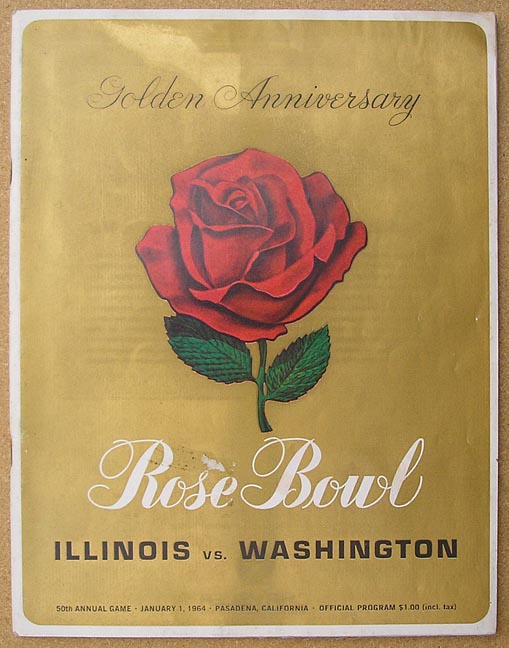 Golden Anniversary
Rose Bowl
ILLINOIS vs. WASHINGTON
50th ANNUAL GAME · JANUARY 1, 1964 · PASADENA, CALIFORNIA · OFFICIAL PROGRAM $1.00 (incl. tax)